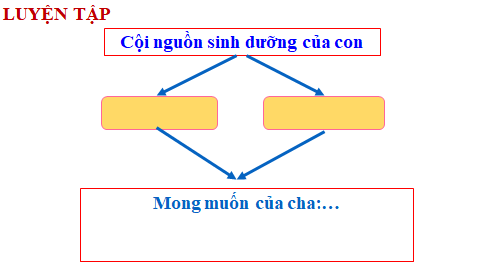 LUYỆN TẬP
Cội nguồn sinh dưỡng của con
Mong muốn của cha:…